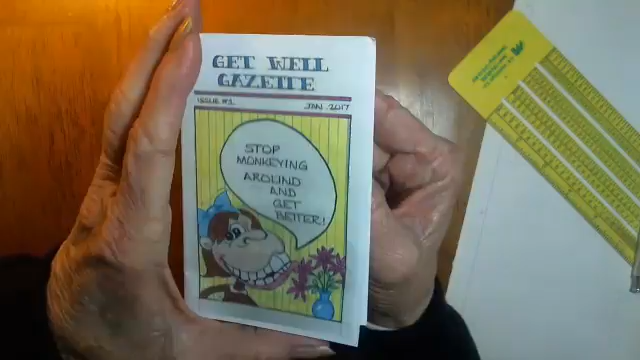 GET WELL
GAZETTE
ISSUE #1
JAN. 2017
STOP
MONKEYING
AROUND
AND
GET
BETTER!